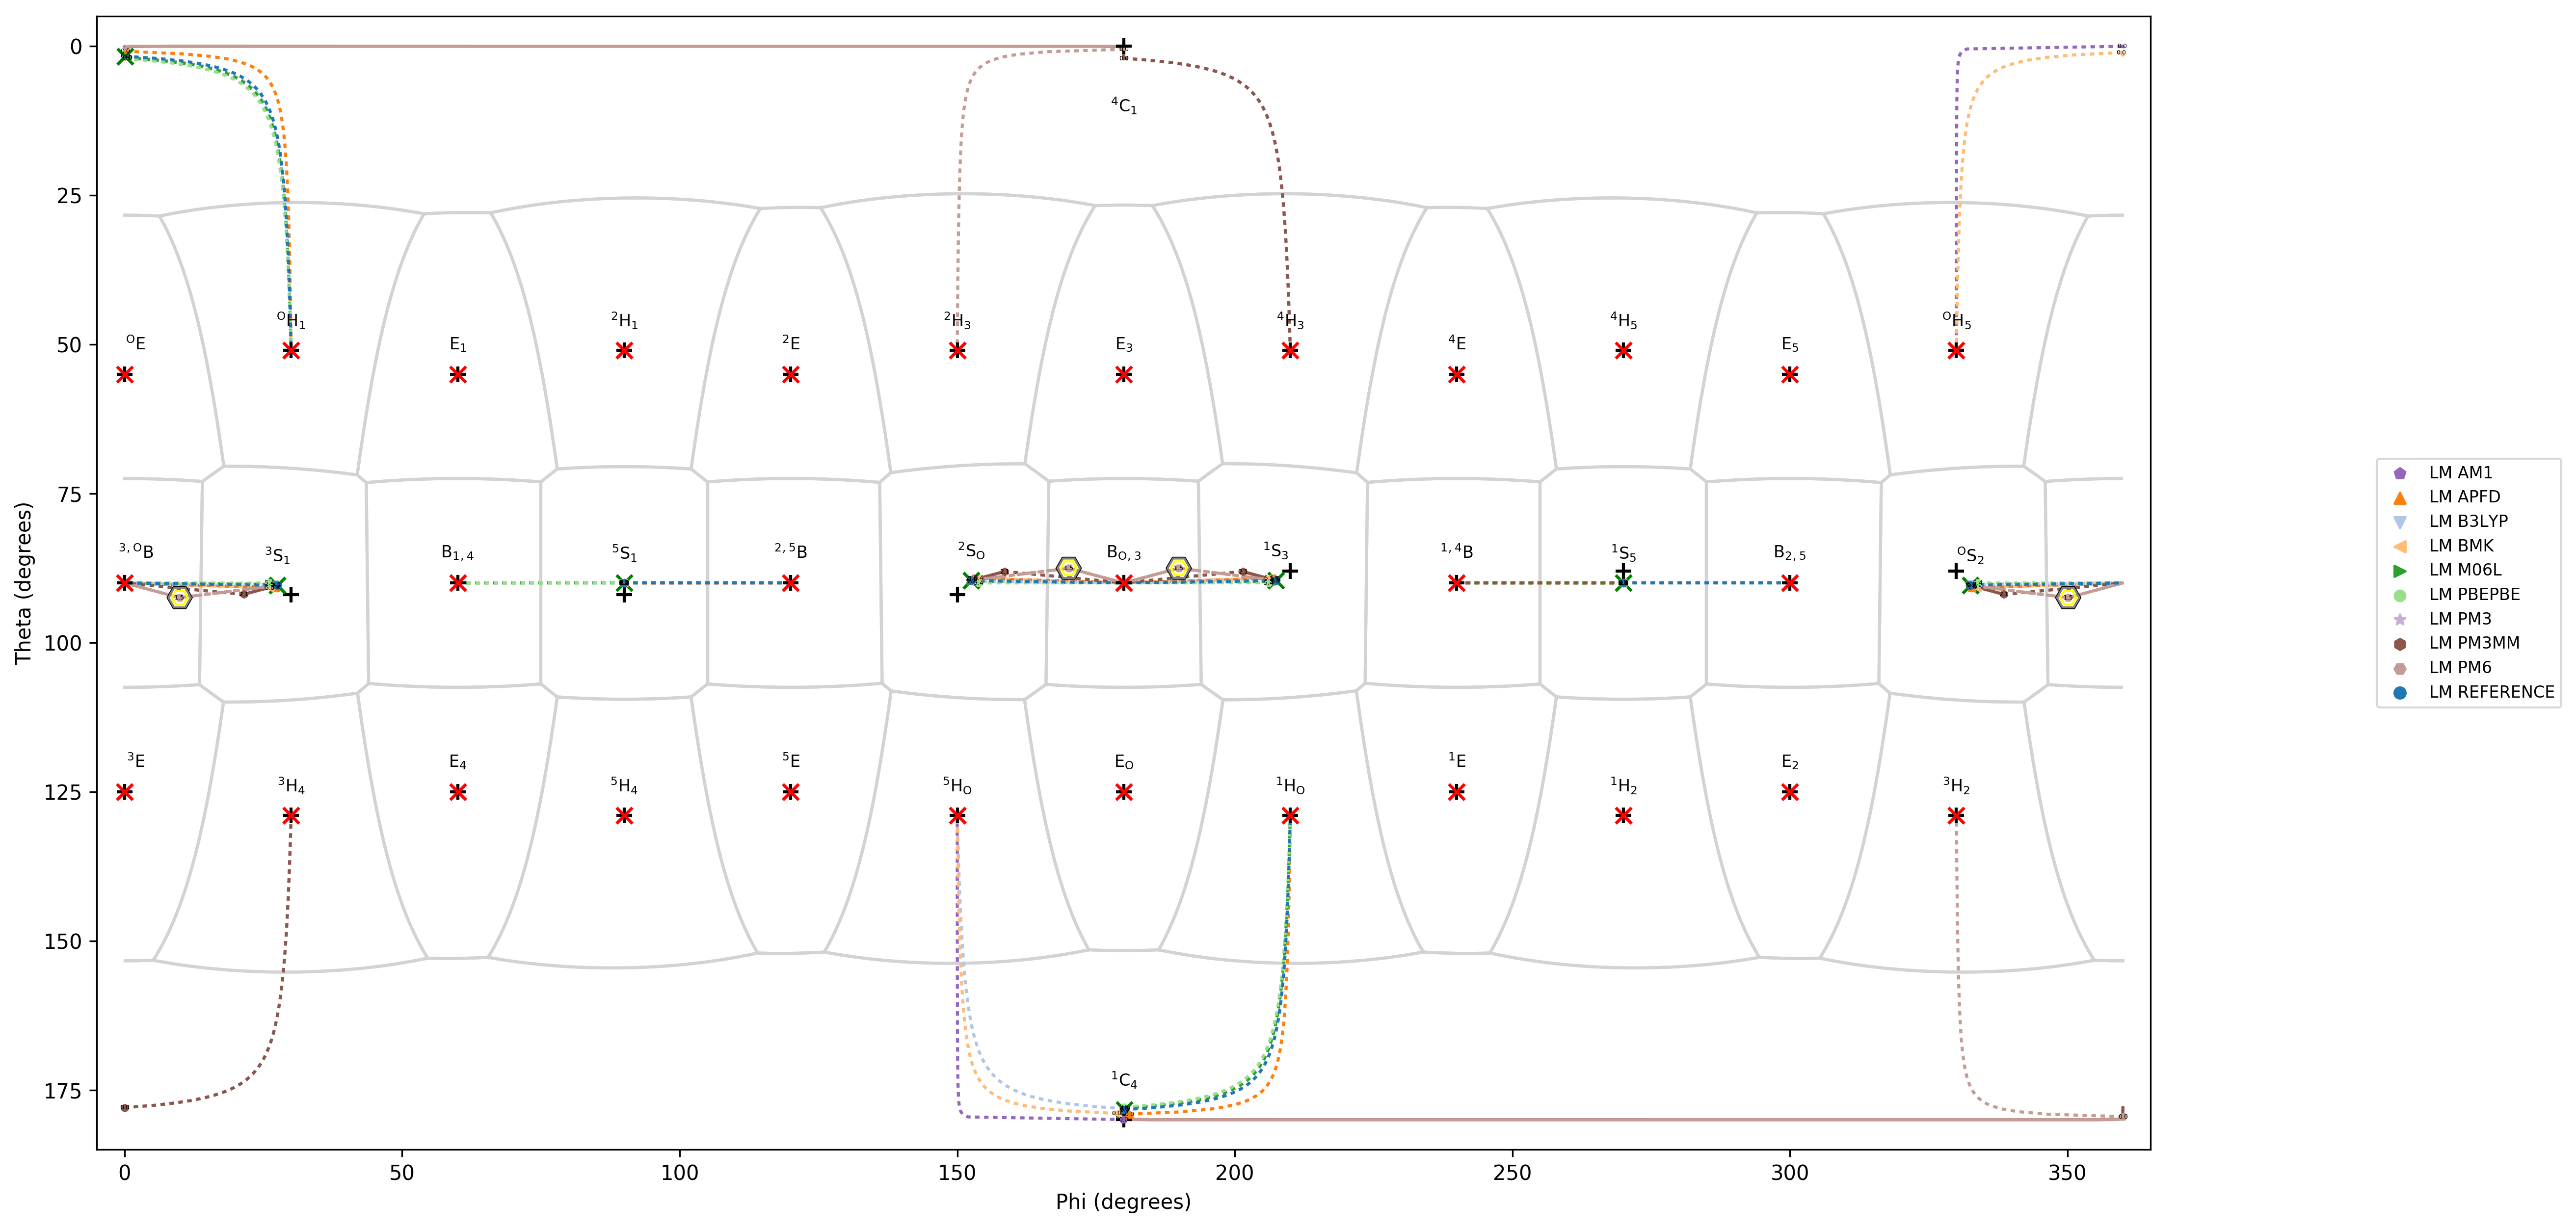 0
25
50
75
100
125
150
175
Theta (degrees)
⁴C₁
ᴼH₁ ²H₁ ²H₃ ⁴H₃ ⁴H₅ ᴼH₅
ᴼE E₁ ²E E₃ ⁴E E₅
³,ᴼB ³S₁ B₁,₄ ⁵S₁ ²,⁵B ²Sₒ Bₒ,₃ ¹S₃ ¹,⁴B ¹S₅ B₂,₅ ᴼS₂
³E E₄ ⁵E Eₒ ¹E E₂
³H₄ ⁵H₄ ⁵Hₒ ¹Hₒ ¹H₂ ³H₂
¹C₄
0 50 100 150 200 250 300 350
Phi (degrees)
LM AM1
LM APFD
LM B3LYP
LM BMK
LM M06L
LM PBEPBE
LM PM3
LM PM3MM
LM PM6
LM REFERENCE